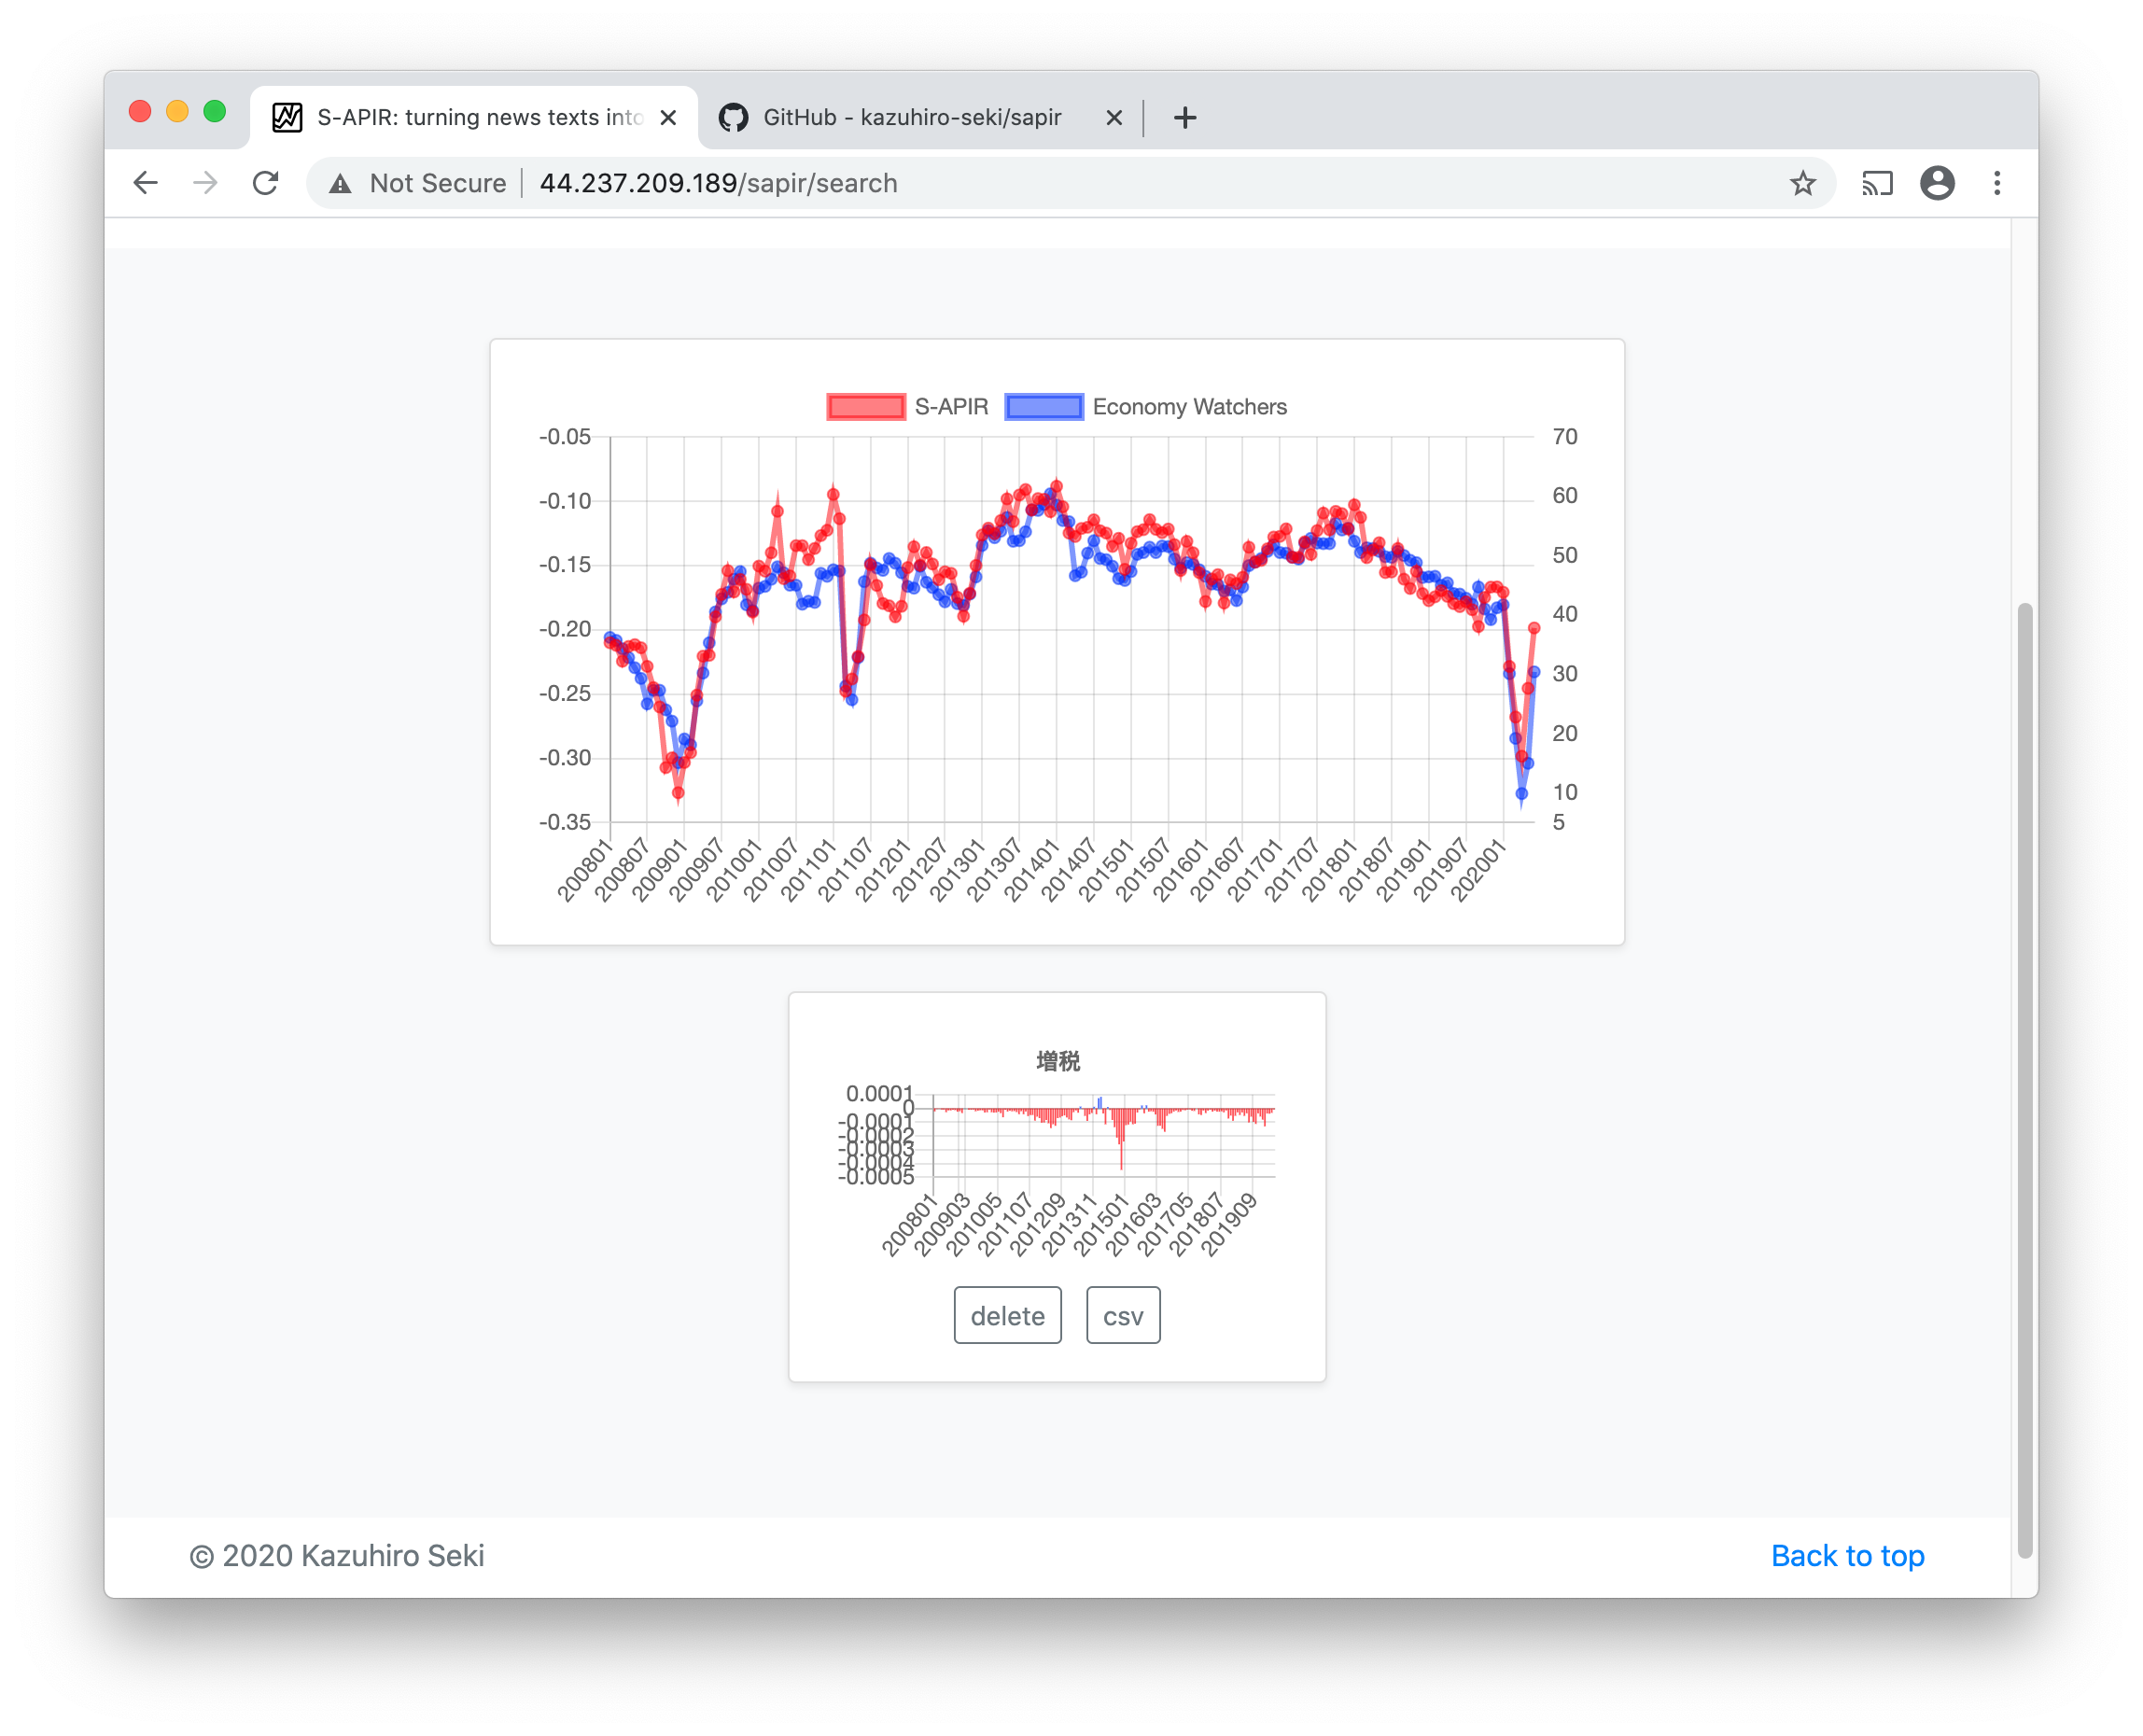 S-APIR: turning news texts into
GitHub - kazuhiro-seki/sapir
Not Secure 44.237.209.189/sapir/search
S-APIR Economy Watchers
-0.05 70
-0.10 60
-0.15 50
-0.20 40
-0.25 30
-0.30 20
10
-0.35 5
200801 200807 200901 200907 201001 201007 201101 201107 201201 201207 201301 201307 201401 201407 201501 201507 201601 201607 201701 201707 201801 201807 201901 201907 202001
増税
0.0001
0
-0.0001
-0.0002
-0.0003
-0.0004
-0.0005
200801 200903 201005 201107 201209 201311 201501 201603 201705 201807 201909
delete csv
© 2020 Kazuhiro Seki Back to top